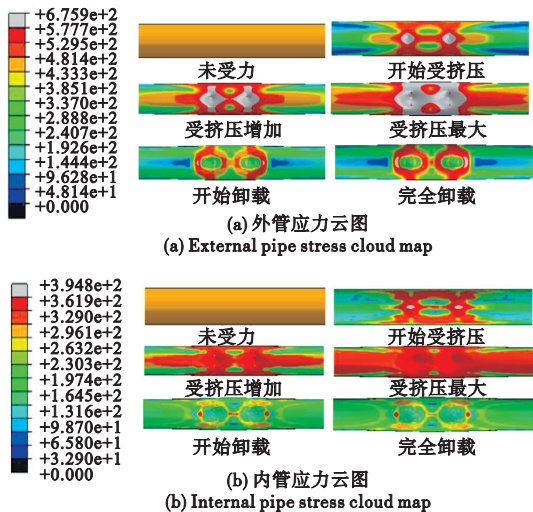 +6.759e+2
+5.777e+2
+5.295e+2
+4.814e+2
+4.333e+2
+3.851e+2
+3.370e+2
+2.888e+2
+2.407e+2
+1.926e+2
+1.444e+2
+9.628e+1
+4.814e+1
+0.000
未受力
开始受挤压
受挤压增加
受挤压最大
开始卸载
完全卸载
(a) 外管应力云图
(a) External pipe stress cloud map
+3.948e+2
+3.619e+2
+3.290e+2
+2.961e+2
+2.632e+2
+2.303e+2
+1.974e+2
+1.645e+2
+1.316e+2
+9.870e+1
+6.580e+1
+3.290e+1
+0.000
未受力
开始受挤压
受挤压增加
受挤压最大
开始卸载
完全卸载
(b) 内管应力云图
(b) Internal pipe stress cloud map